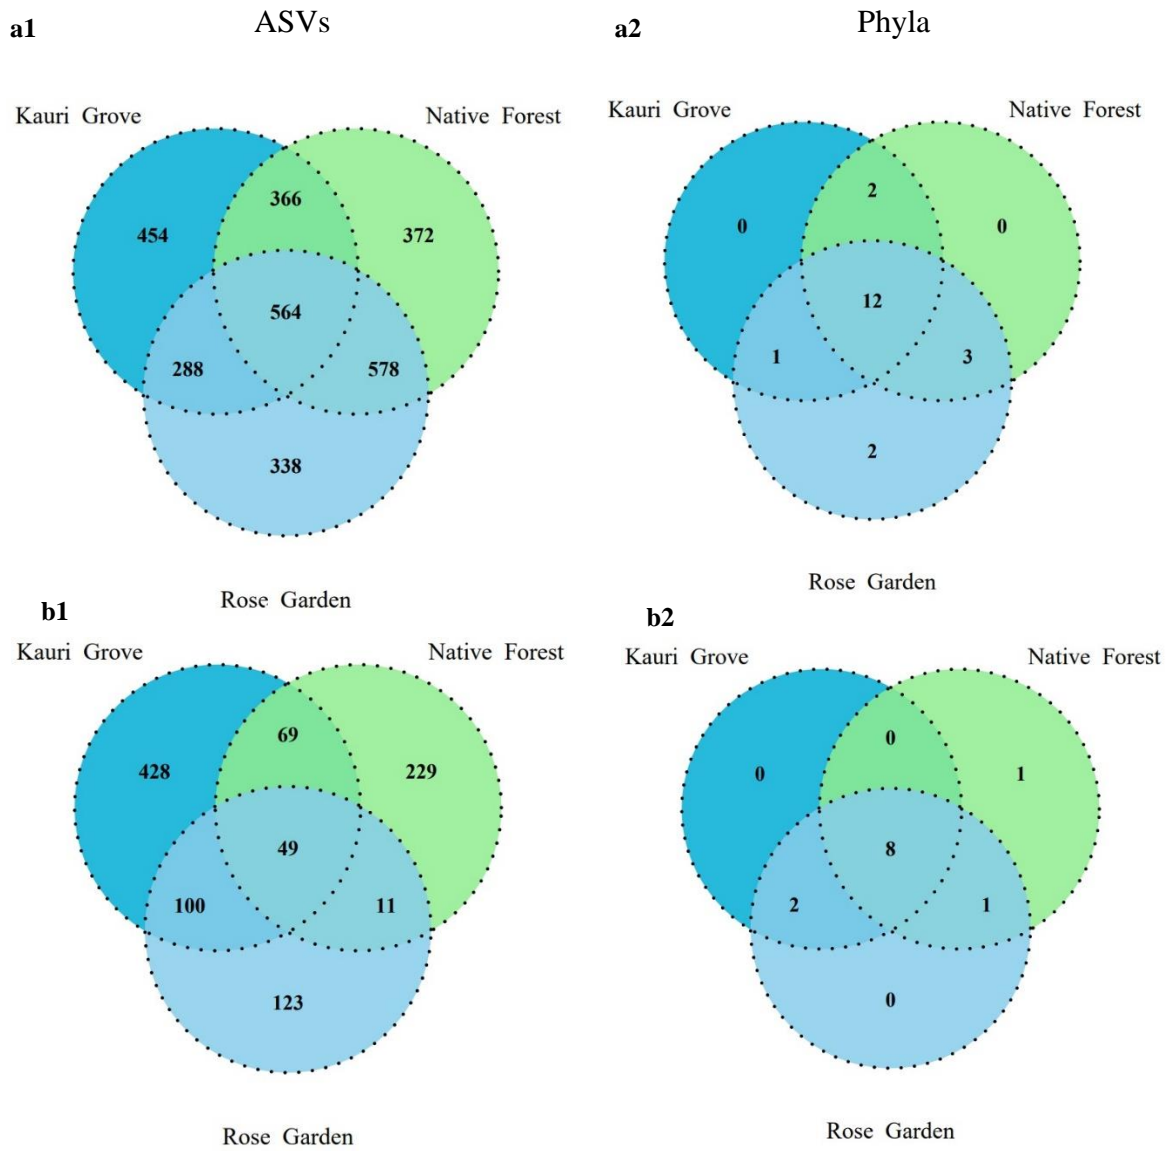 a1
ASVs
a2
Phyla
Kauri Grove
Native Forest
366
454
372
564
288
578
338
Rose Garden
Kauri Grove
Native Forest
2
0
0
12
1
3
2
Rose Garden
b1
Kauri Grove
Native Forest
69
428
229
49
100
11
123
Rose Garden
b2
Kauri Grove
Native Forest
0
0
1
8
2
1
0
Rose Garden